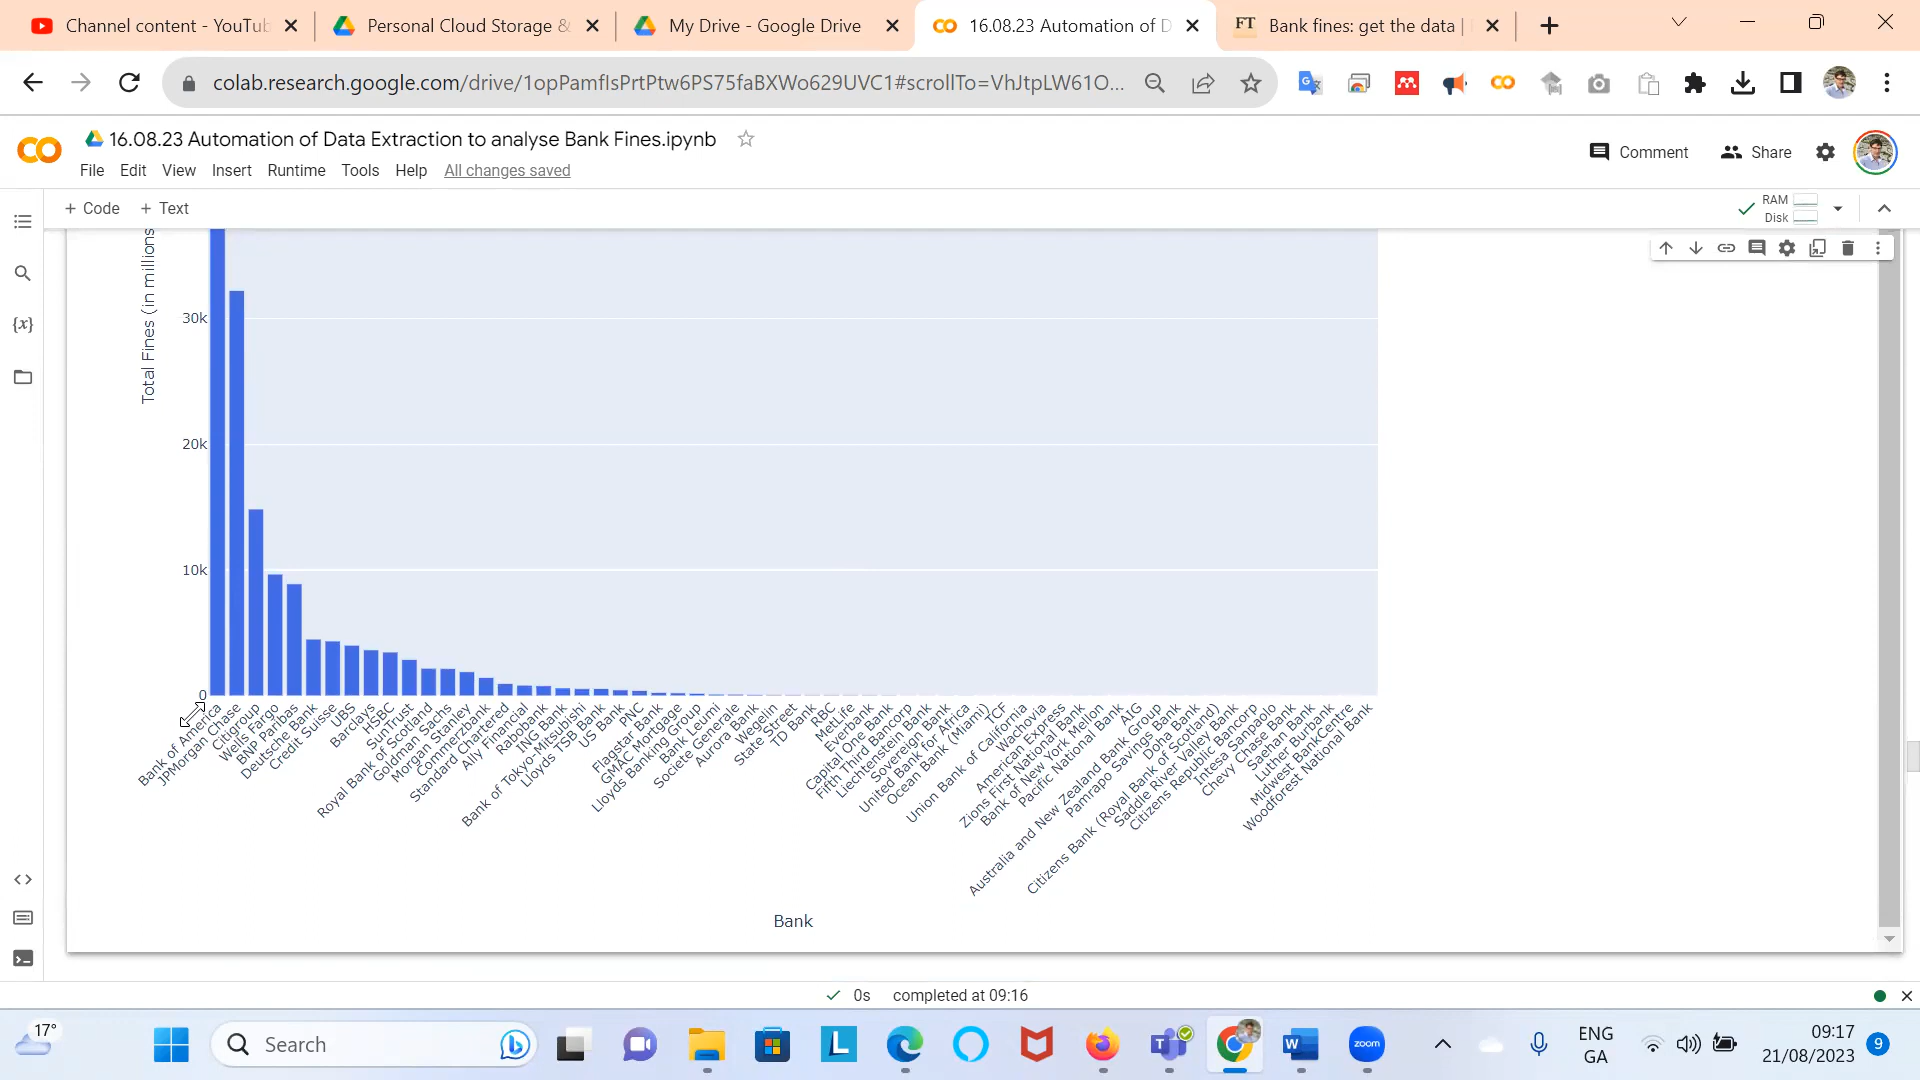 Channel content - YouTub
Personal Cloud Storage &
My Drive - Google Drive
16.08.23 Automation of D
FT
Bank fines: get the data |
colab.research.google.com/drive/1opPamfIsPrtPtw6PS75faBXWo629UVC1#scrollTo=VhJtpLW61O...
16.08.23 Automation of Data Extraction to analyse Bank Fines.ipynb
Comment
Share
File Edit View Insert Runtime Tools Help All changes saved
+ Code + Text
RAM
Disk
{x}
Total Fines (in millions
30k
20k
10k
0
Bank of America
JPMorgan Chase
Citigroup
Wells Fargo
BNP Paribas
Deutsche Bank
Credit Suisse
UBS
Barclays
HSBC
SunTrust
Royal Bank of Scotland
Goldman Sachs
Morgan Stanley
Commerzbank
Standard Chartered
Ally Financial
Rabobank
ING Bank
Bank of Tokyo-Mitsubishi
Lloyds TSB Bank
US Bank
PNC
Flagstar Bank
GMAC Mortgage
Lloyds Banking Group
Bank Leumi
Societe Generale
Aurora Bank
Wegelin
State Street
TD Bank
RBC
MetLife
Everbank
Capital One Bank
Fifth Third Bancorp
Liechtenstein Bank
Sovereign Bank
United Bank for Africa
Ocean Bank (Miami)
TCF
Union Bank of California
Wachovia
American Express
Zions First National Bank
Bank of New York Mellon
Pacific National Bank
AIG
Australia and New Zealand Bank Group
Pamrapo Savings Bank
Doha Bank
Citizens Bank (Royal Bank of Scotland)
Saddle River Valley Bank
Citizens Republic Bancorp
Intesa Sanpaolo
Chevy Chase Bank
Saehan Bank
Luther Burbank
Midwest BankCentre
Woodforest National Bank
Bank
0s completed at 09:16
17°
Search
L
T
W
zoom
ENG
GA
09:17
21/08/2023
9